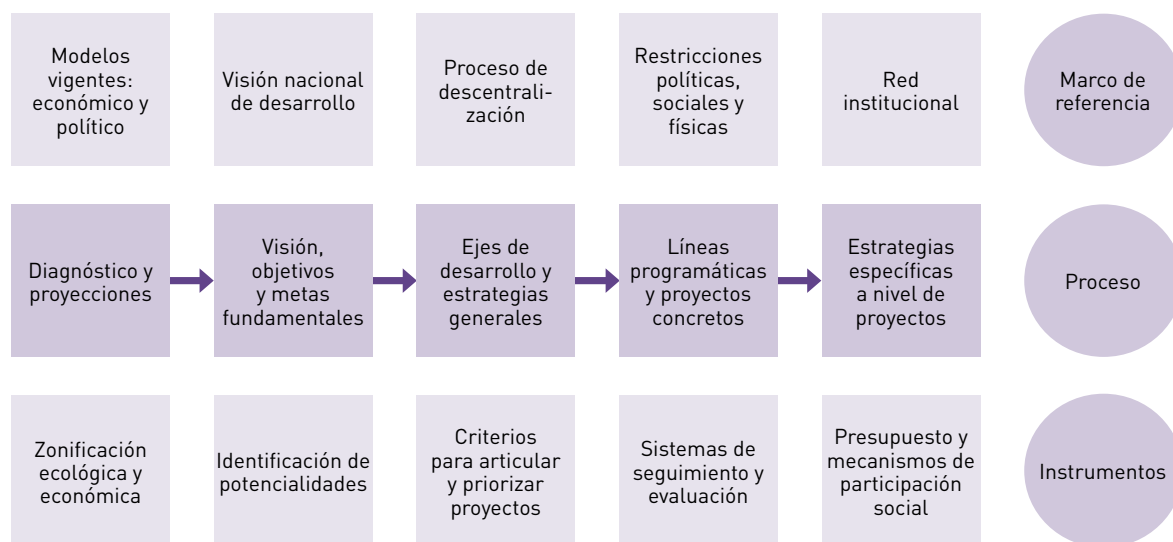 Modelos
vigentes:
económico y
político
Visión nacional
de desarrollo
Proceso de
descentrali-
zación
Restricciones
políticas,
sociales y
físicas
Red
institucional
Marco de
referencia
Diagnóstico y
proyecciones
Visión,
objetivos
y metas
fundamentales
Ejes de
desarrollo y
estrategias
generales
Líneas
programáticas
y proyectos
concretos
Estrategias
específicas
a nivel de
proyectos
Proceso
Zonificación
ecológica y
económica
Identificación de
potencialidades
Criterios
para articular
y priorizar
proyectos
Sistemas de
seguimiento y
evaluación
Presupuesto y
mecanismos de
participación
social
Instrumentos